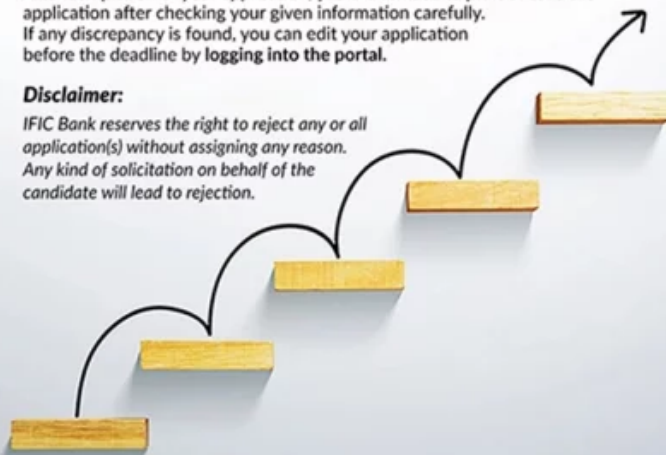 application after checking your given information carefully.
If any discrepancy is found, you can edit your application
before the deadline by logging into the portal.
Disclaimer:
IFIC Bank reserves the right to reject any or all
application(s) without assigning any reason.
Any kind of solicitation on behalf of the
candidate will lead to rejection.